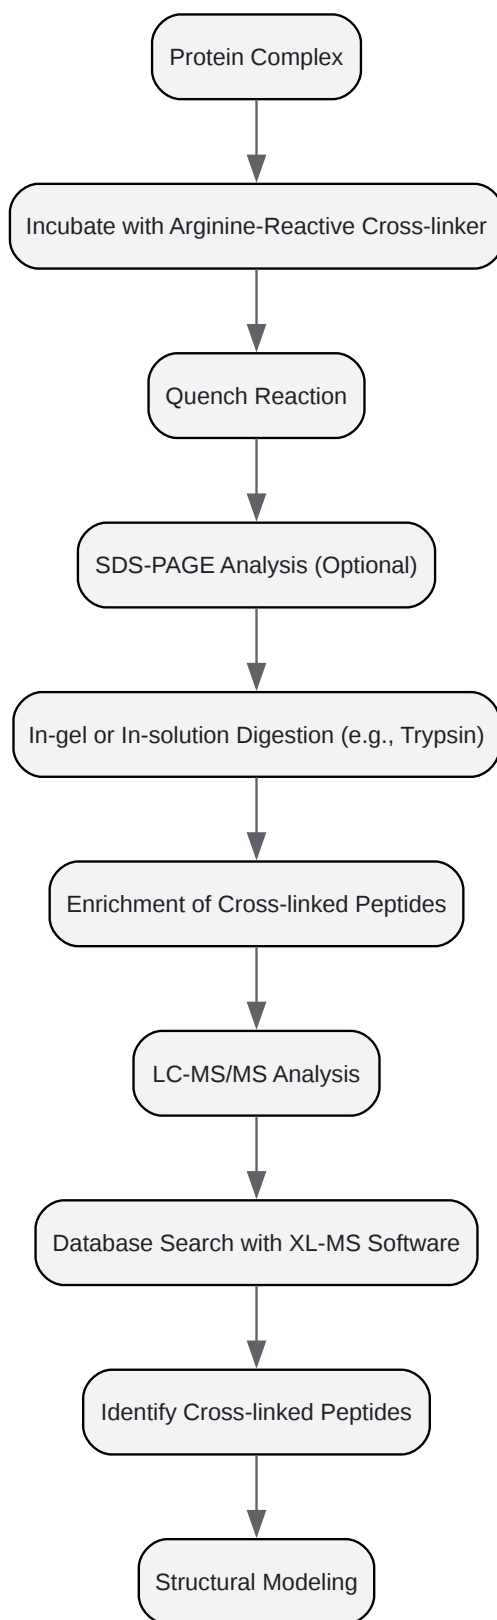 Protein Complex
Incubate with Arginine-Reactive Cross-linker
Quench Reaction
SDS-PAGE Analysis (Optional)
In-gel or In-solution Digestion (e.g., Trypsin)
Enrichment of Cross-linked Peptides
LC-MS/MS Analysis
Database Search with XL-MS Software
Identify Cross-linked Peptides
Structural Modeling